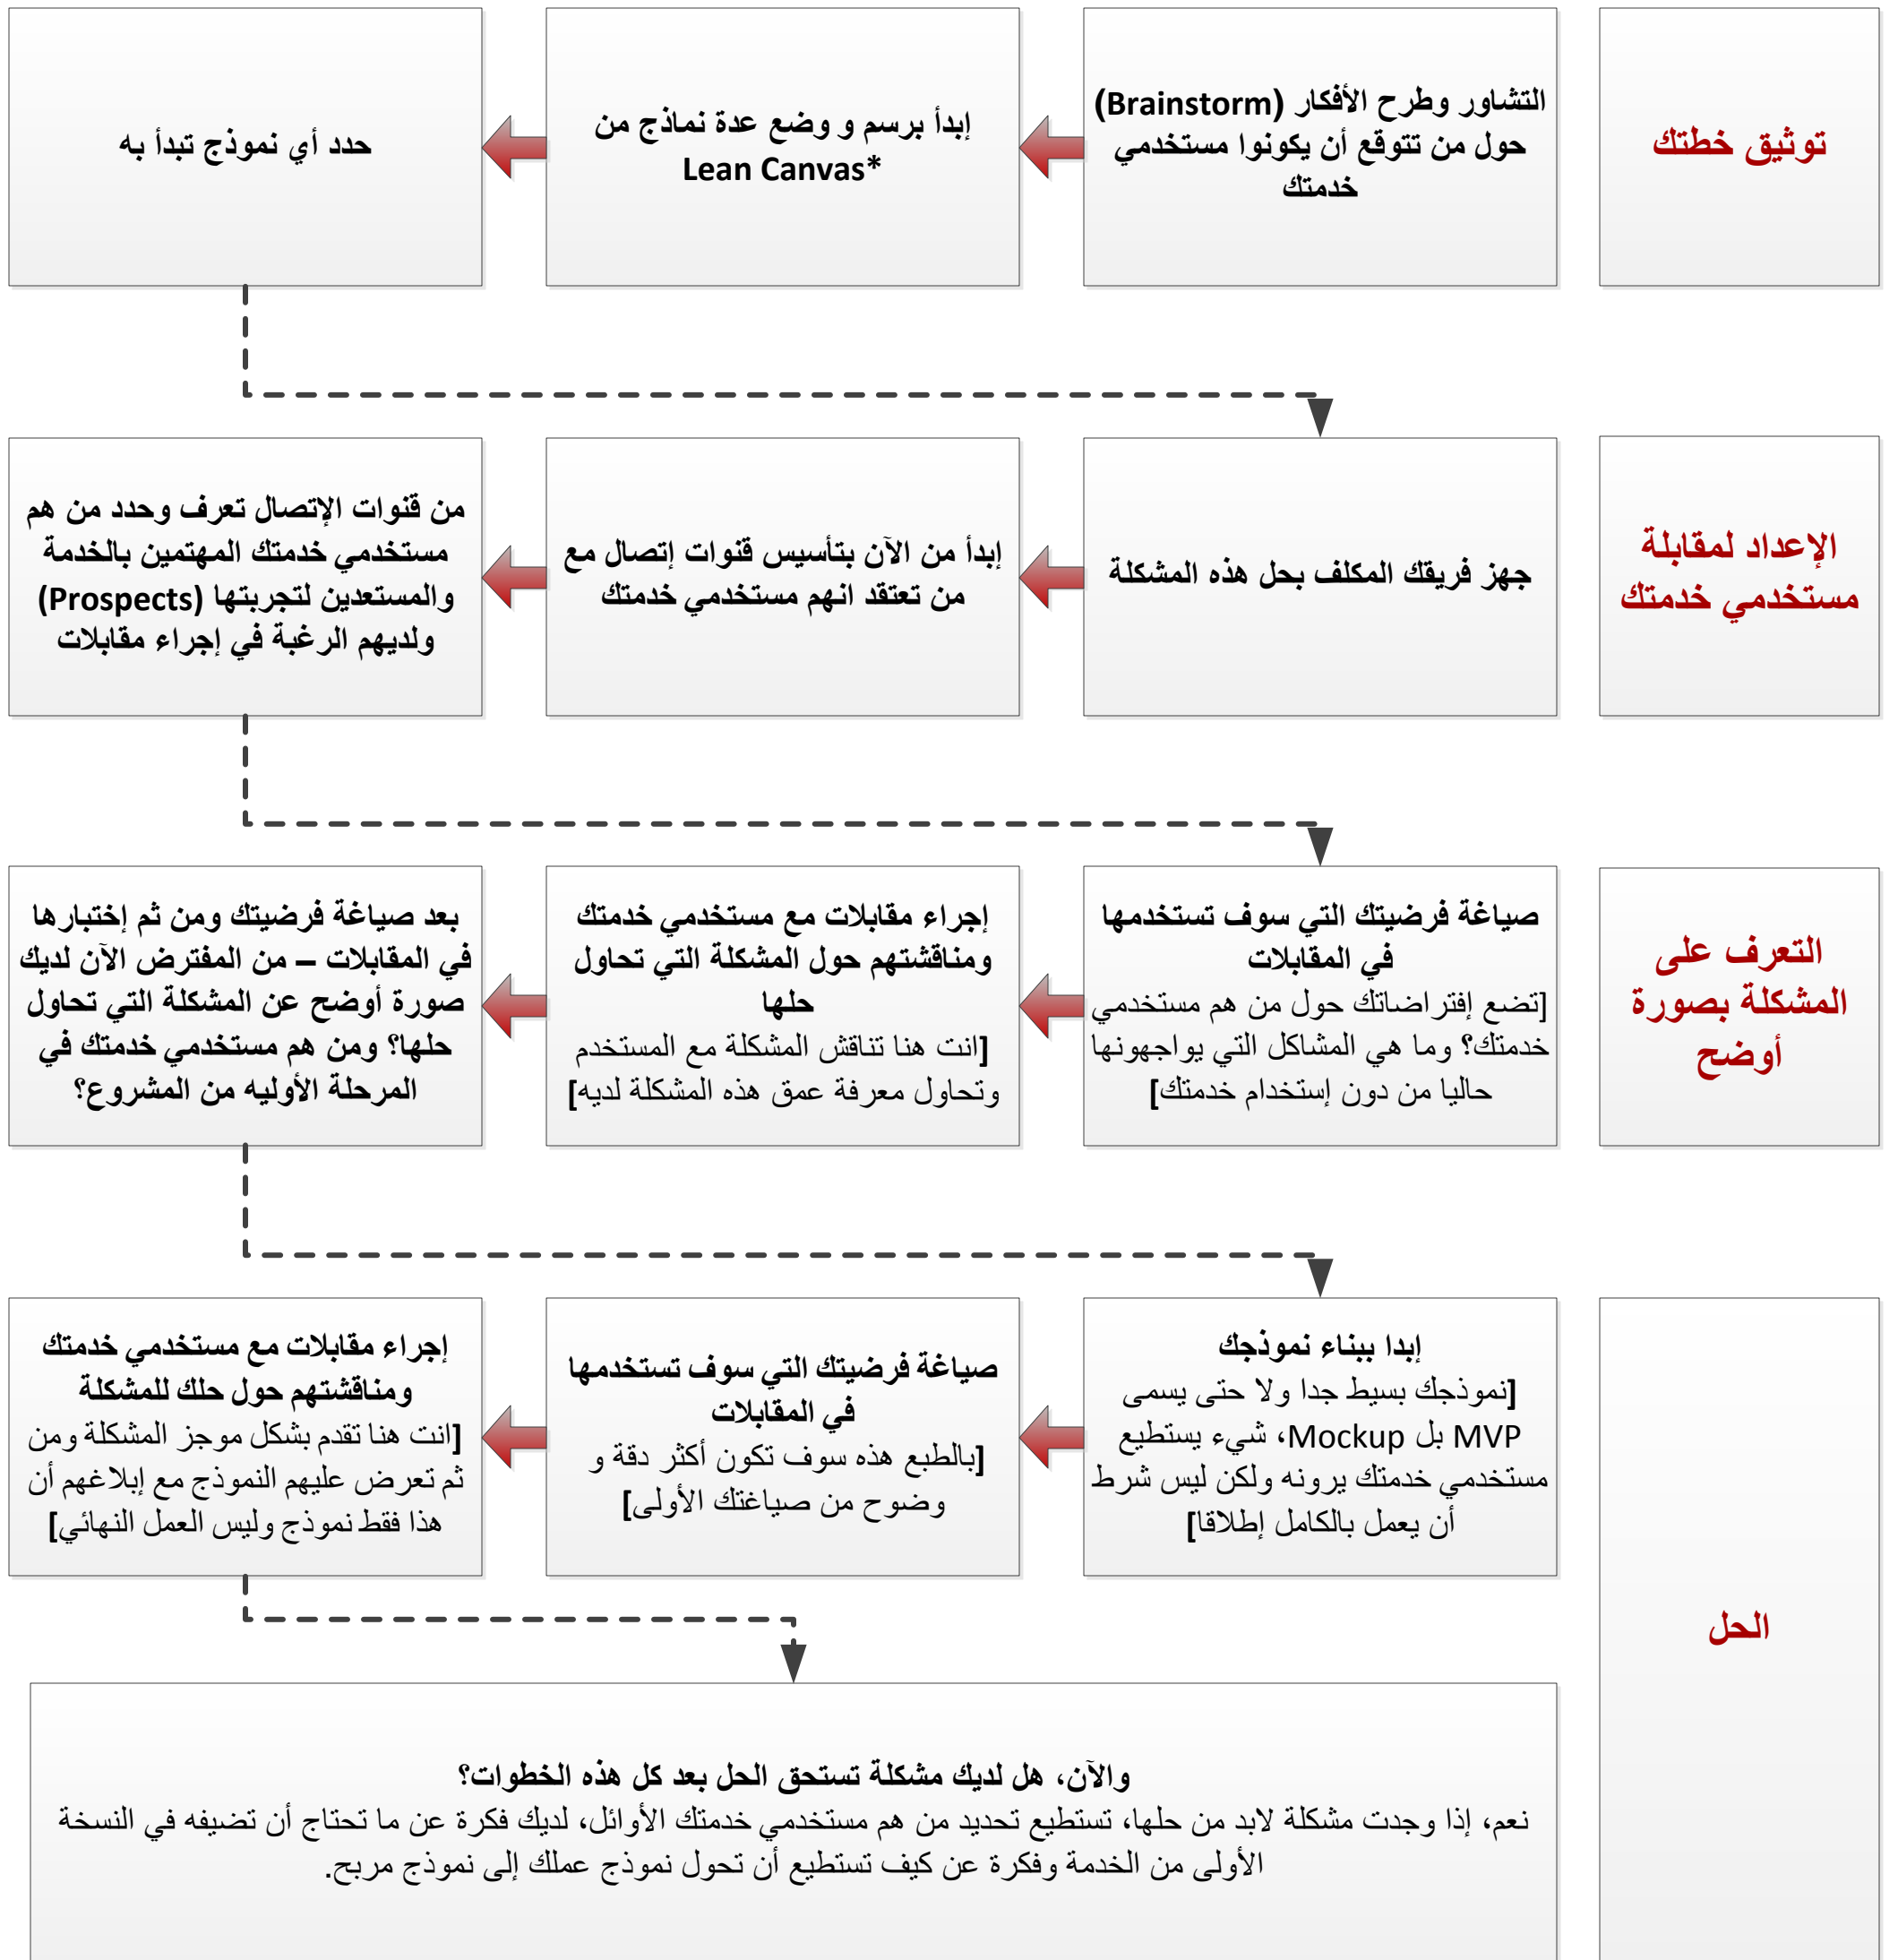 توثيق خطتك
التشاور وطرح الأفكار (Brainstorm)
حول من تتوقع أن يكونوا مستخدمي
خدمتك
إبدأ برسم و وضع عدة نماذج من
Lean Canvas*
حدد أي نموذج تبدأ به
الإعداد لمقابلة
مستخدمي خدمتك
جهز فريقك المكلف بحل هذه المشكلة
إبدأ من الآن بتأسيس قنوات إتصال مع
من تعتقد انهم مستخدمي خدمتك
من قنوات الإتصال تعرف وحدد من هم
مستخدمي خدمتك المهتمين بالخدمة
والمستعدين لتجربتها (Prospects)
ولديهم الرغبة في إجراء مقابلات
التعرف على
المشكلة بصورة
أوضح
صياغة فرضيتك التي سوف تستخدمها
في المقابلات
[تضع إفتراضاتك حول من هم مستخدمي
خدمتك؟ وما هي المشاكل التي يواجهونها
حاليا من دون إستخدام خدمتك]
إجراء مقابلات مع مستخدمي خدمتك
ومناقشتهم حول المشكلة التي تحاول
حلها
[انت هنا تناقش المشكلة مع المستخدم
وتحاول معرفة عمق هذه المشكلة لديه]
بعد صياغة فرضيتك ومن ثم إختبارها
في المقابلات – من المفترض الآن لديك
صورة أوضح عن المشكلة التي تحاول
حلها؟ ومن هم مستخدمي خدمتك في
المرحلة الأوليه من المشروع؟
الحل
إبدا ببناء نموذجك
[نموذجك بسيط جدا ولا حتى يسمى
MVP بل Mockup، شيء يستطيع
مستخدمي خدمتك يرونه ولكن ليس شرط
أن يعمل بالكامل إطلاقا]
صياغة فرضيتك التي سوف تستخدمها
في المقابلات
[بالطبع هذه سوف تكون أكثر دقة و
وضوح من صياغتك الأولى]
إجراء مقابلات مع مستخدمي خدمتك
ومناقشتهم حول حلك للمشكلة
[انت هنا تقدم بشكل موجز المشكلة ومن
ثم تعرض عليهم النموذج مع إبلاغهم أن
هذا فقط نموذج وليس العمل النهائي]
والآن، هل لديك مشكلة تستحق الحل بعد كل هذه الخطوات؟
نعم، إذا وجدت مشكلة لابد من حلها، تستطيع تحديد من هم مستخدمي خدمتك الأوائل، لديك فكرة عن ما تحتاج أن تضيفه في النسخة
الأولى من الخدمة وفكرة عن كيف تستطيع أن تحول نموذج عملك إلى نموذج مربح.